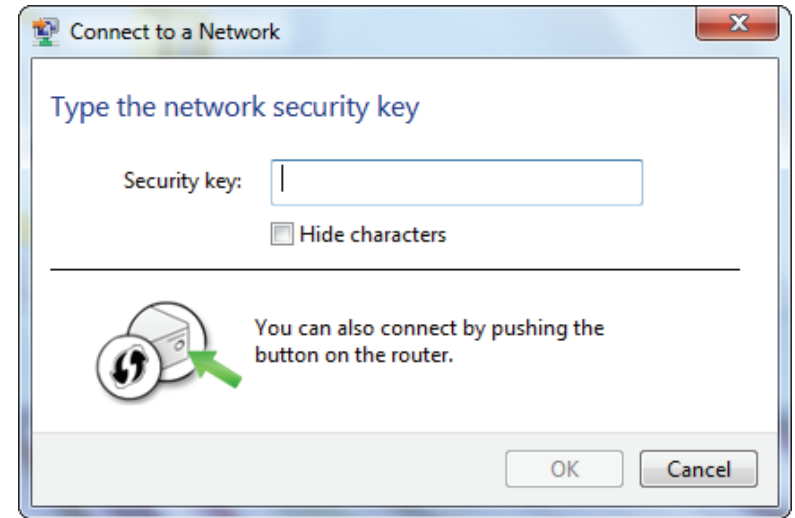 Connect to a Network
Type the network security key
Security key:
Hide characters
You can also connect by pushing the
button on the router.
OK
Cancel